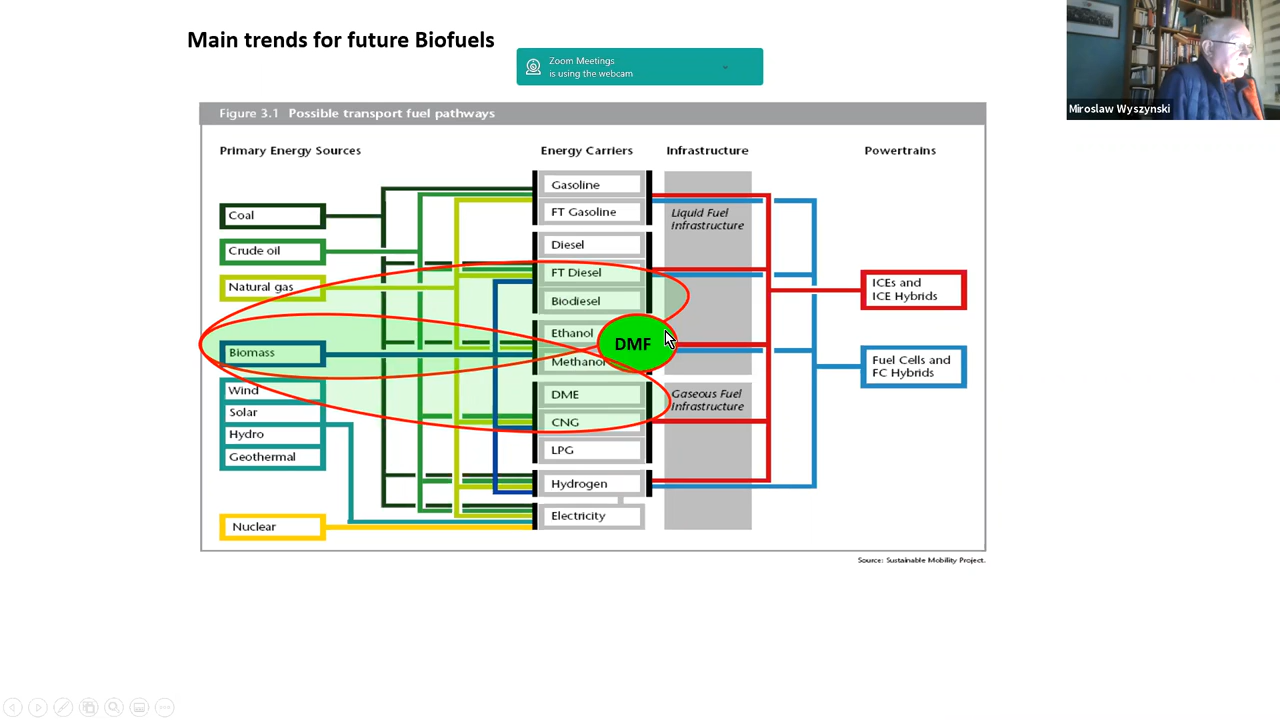 Main trends for future Biofuels
Zoom Meetings
is using the webcam
Miroslaw Wyszynski
Figure 3.1 Possible transport fuel pathways
Primary Energy Sources
Energy Carriers
Infrastructure
Powertrains
Coal
Crude oil
Natural gas
Biomass
Wind
Solar
Hydro
Geothermal
Nuclear
Gasoline
FT Gasoline
Diesel
FT Diesel
Biodiesel
Ethanol
Methanol
DMF
DME
CNG
LPG
Hydrogen
Electricity
Liquid Fuel
Infrastructure
Gaseous Fuel
Infrastructure
ICEs and
ICE Hybrids
Fuel Cells and
FC Hybrids
Source: Sustainable Mobility Project.